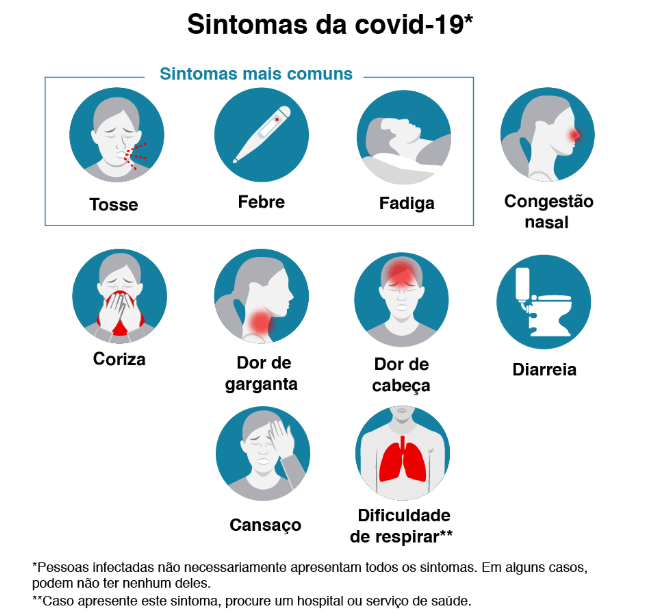 Sintomas da covid-19*
Sintomas mais comuns
Tosse
Febre
Fadiga
Congestão
nasal
Coriza
Dor de
garganta
Dor de
cabeça
Diarreia
Cansaço
Dificuldade
de respirar**
*Pessoas infectadas não necessariamente apresentam todos os sintomas. Em alguns casos,
podem não ter nenhum deles.
**Caso apresente este sintoma, procure um hospital ou serviço de saúde.